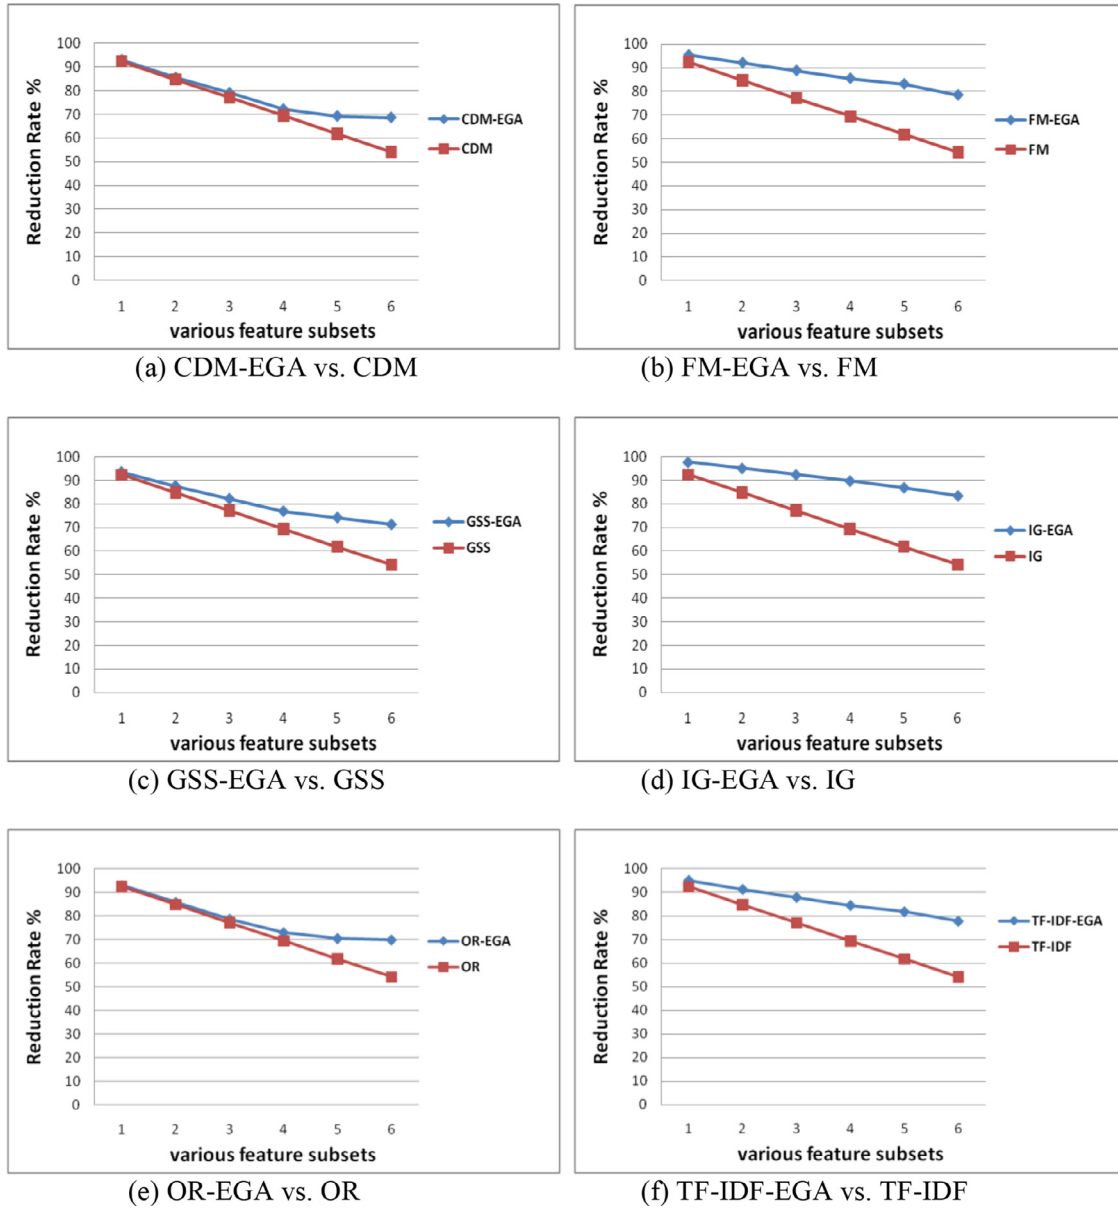 Reduction Rate %
100
90
80
70
60
50
40
30
20
10
0
1 2 3 4 5 6
various feature subsets
CDM-EGA
CDM
(a) CDM-EGA vs. CDM
Reduction Rate %
100
90
80
70
60
50
40
30
20
10
0
1 2 3 4 5 6
various feature subsets
FM-EGA
FM
(b) FM-EGA vs. FM
Reduction Rate %
100
90
80
70
60
50
40
30
20
10
0
1 2 3 4 5 6
various feature subsets
GSS-EGA
GSS
(c) GSS-EGA vs. GSS
Reduction Rate %
100
90
80
70
60
50
40
30
20
10
0
1 2 3 4 5 6
various feature subsets
IG-EGA
IG
(d) IG-EGA vs. IG
Reduction Rate %
100
90
80
70
60
50
40
30
20
10
0
1 2 3 4 5 6
various feature subsets
OR-EGA
OR
(e) OR-EGA vs. OR
Reduction Rate %
100
90
80
70
60
50
40
30
20
10
0
1 2 3 4 5 6
various feature subsets
TF-IDF-EGA
TF-IDF
(f) TF-IDF-EGA vs. TF-IDF